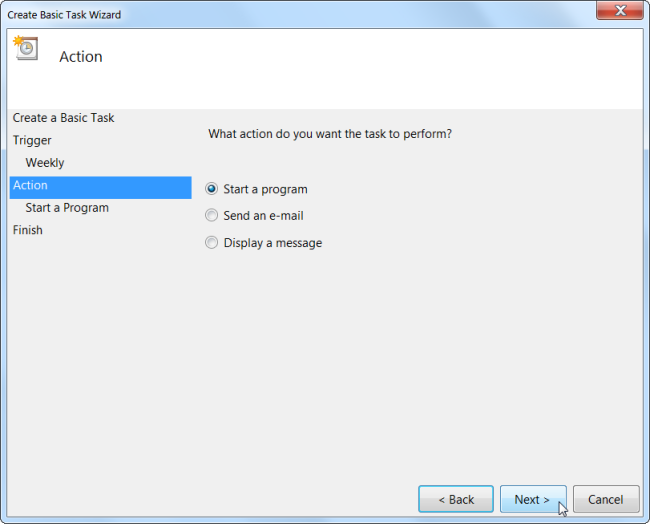 Create Basic Task Wizard
Action
Create a Basic Task
Trigger
Weekly
Action
Start a Program
Finish
What action do you want the task to perform?
Start a program
Send an e-mail
Display a message
< Back
Next >
Cancel